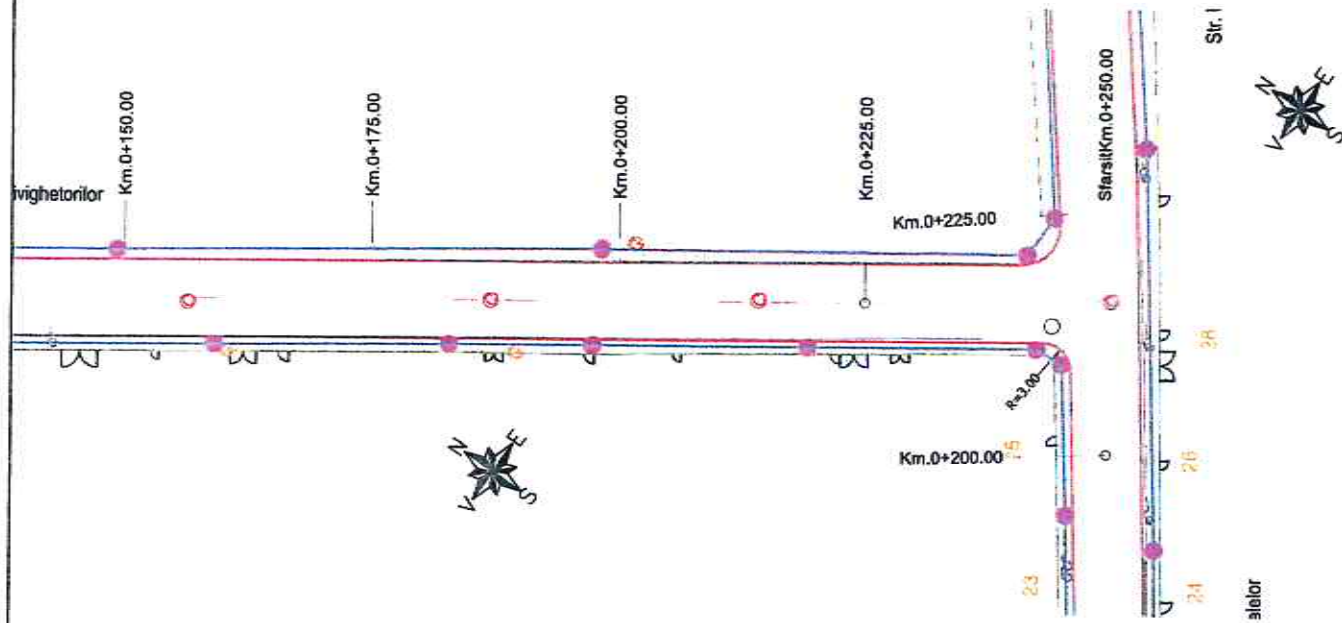 ivighetorilor
Km.0+150.00
Km.0+175.00
Km.0+200.00
Km.0+225.00
Km.0+225.00
SfarsitKm.0+250.00
Str. I
N
E
S
V
R=3.00
Km.0+200.00
25
28
26
23
24
alelor
N
E
S
V